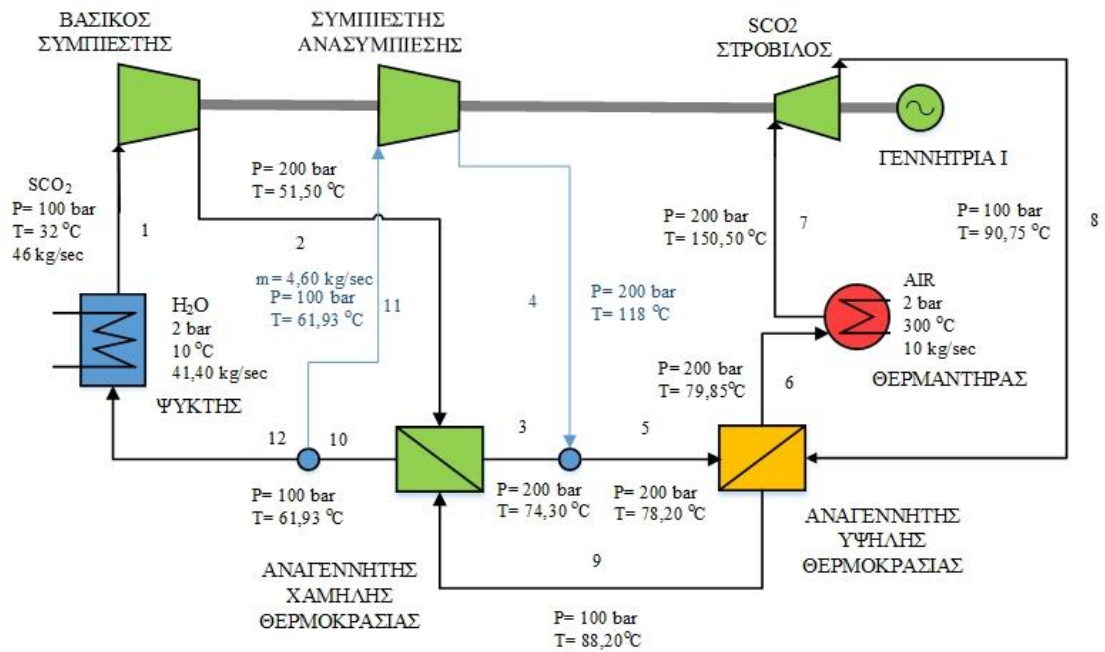 ΒΑΣΙΚΟΣ
ΣΥΜΠΙΕΣΤΗΣ
ΣΥΜΠΙΕΣΤΗΣ
ΑΝΑΣΥΜΠΙΕΣΗΣ
SCO2
ΣΤΡΟΒΙΛΟΣ
ΓΕΝΝΗΤΡΙΑ Ι
SCO₂
P= 100 bar
T= 32 °C
46 kg/sec
1
P= 200 bar
T= 51,50 °C
2
m= 4,60 kg/sec
P= 100 bar
T= 61,93 °C
11
4
P= 200 bar
T= 118 °C
P= 200 bar
T= 150,50 °C
7
P= 100 bar
T= 90,75 °C
8
H₂O
2 bar
10 °C
41,40 kg/sec
ΨΥΚΤΗΣ
AIR
2 bar
300 °C
10 kg/sec
ΘΕΡΜΑΝΤΗΡΑΣ
P= 200 bar
T= 79,85°C
6
12
10
3
5
P= 100 bar
T= 61,93 °C
P= 200 bar
T= 74,30 °C
P= 200 bar
T= 78,20 °C
9
ΑΝΑΓΕΝΝΗΤΗΣ
ΧΑΜΗΛΗΣ
ΘΕΡΜΟΚΡΑΣΙΑΣ
ΑΝΑΓΕΝΝΗΤΗΣ
ΥΨΗΛΗΣ
ΘΕΡΜΟΚΡΑΣΙΑΣ
P= 100 bar
T= 88,20°C